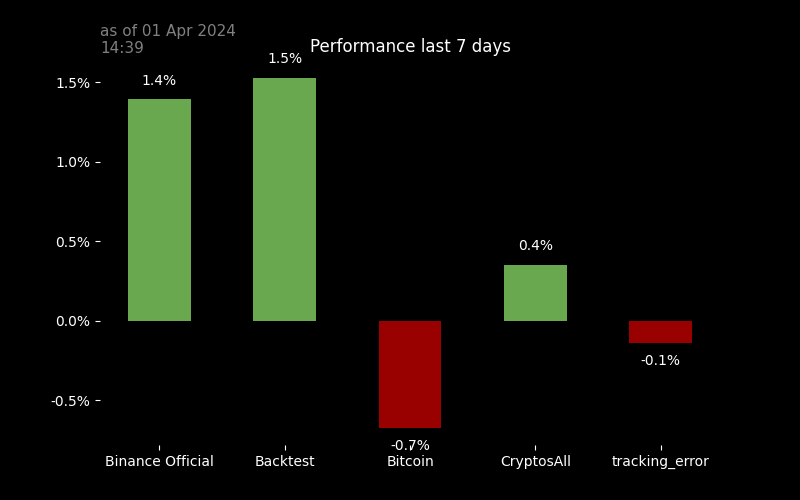 as of 01 Apr 2024
14:39
Performance last 7 days
1.5%
1.0%
0.5%
0.0%
-0.5%
1.4%
1.5%
-0.7%
0.4%
-0.1%
Binance Official
Backtest
Bitcoin
CryptosAll
tracking_error